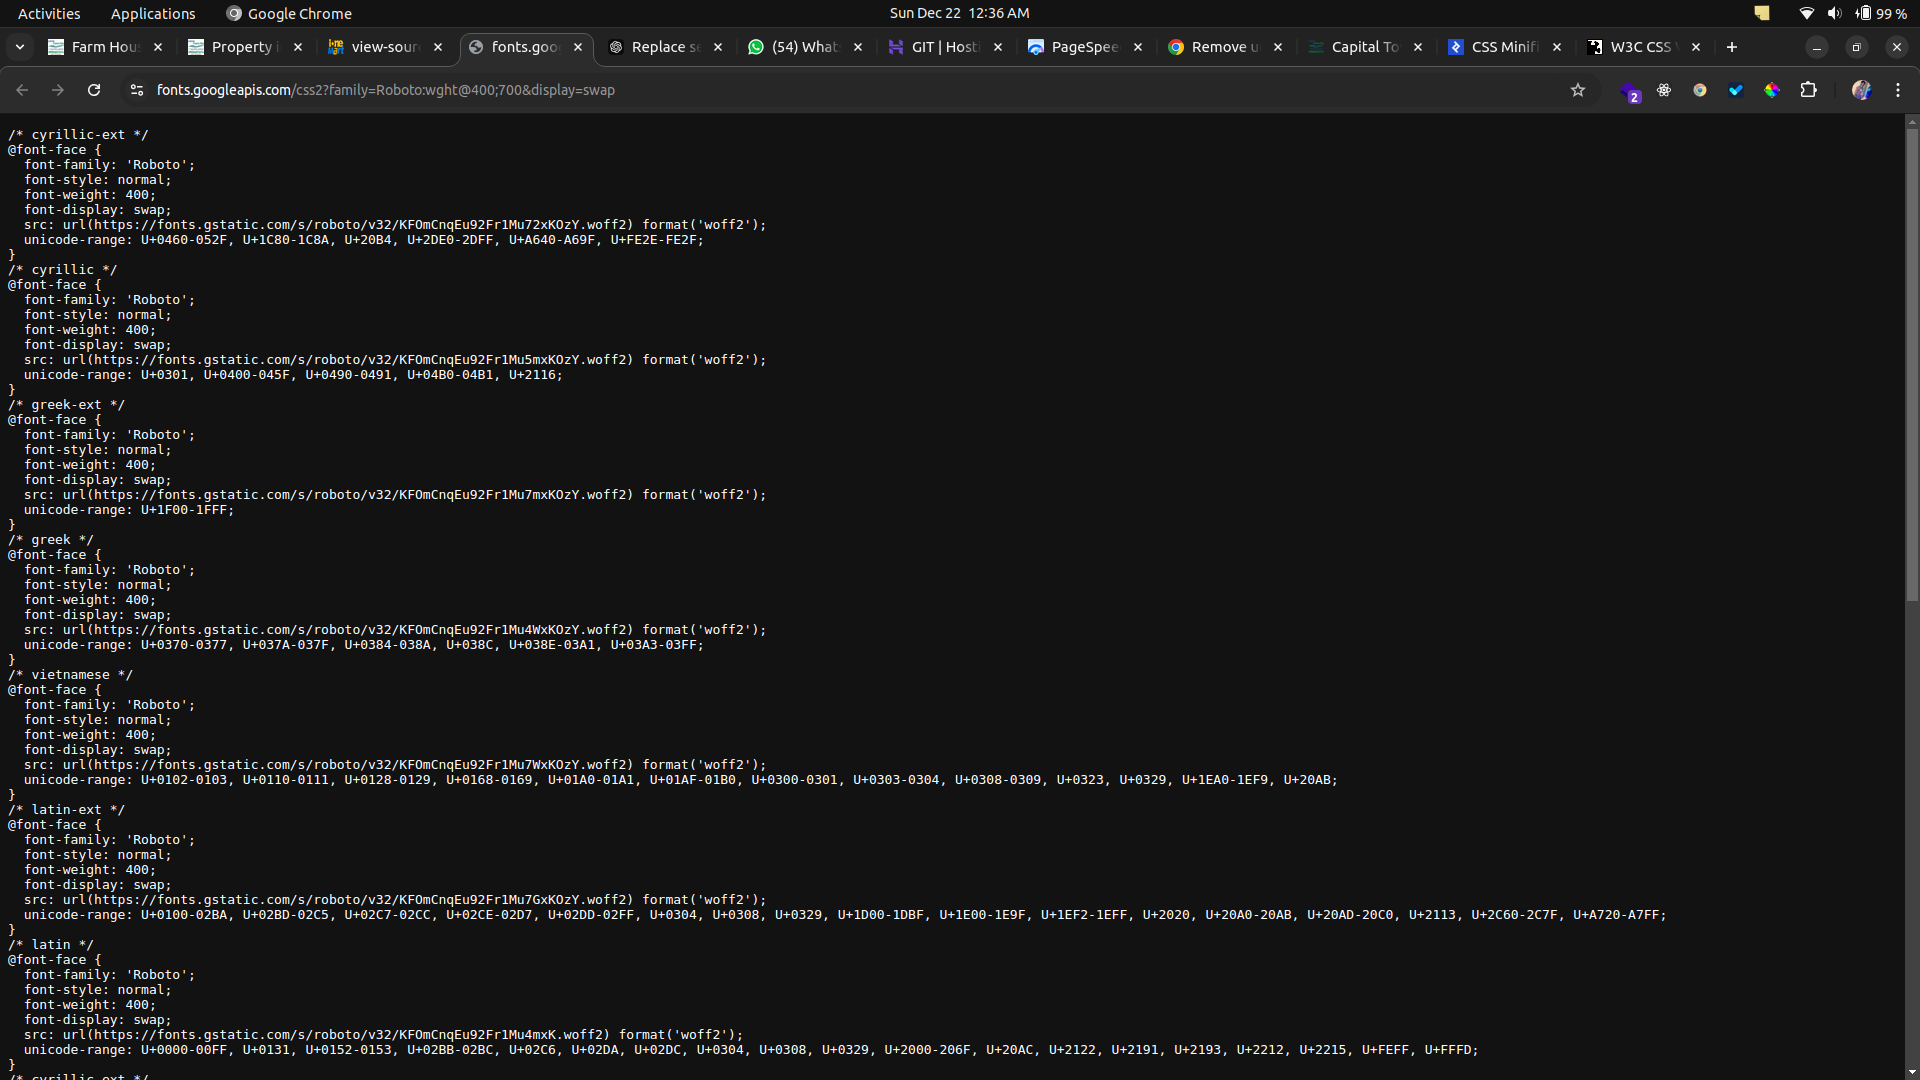 Activities Applications Google Chrome Sun Dec 22 12:36 AM 99 %
Farm Hou Property i view-sour fonts.goo Replace se (54) What GIT | Hosti PageSpee Remove u Capital To CSS Minifi W3C CSS
fonts.googleapis.com/css2?family=Roboto:wght@400;700&display=swap 2
/* cyrillic-ext */
@font-face {
  font-family: 'Roboto';
  font-style: normal;
  font-weight: 400;
  font-display: swap;
  src: url(https://fonts.gstatic.com/s/roboto/v32/KFOmCnqEu92Fr1Mu72xKOzY.woff2) format('woff2');
  unicode-range: U+0460-052F, U+1C80-1C8A, U+20B4, U+2DE0-2DFF, U+A640-A69F, U+FE2E-FE2F;
}
/* cyrillic */
@font-face {
  font-family: 'Roboto';
  font-style: normal;
  font-weight: 400;
  font-display: swap;
  src: url(https://fonts.gstatic.com/s/roboto/v32/KFOmCnqEu92Fr1Mu5mxKOzY.woff2) format('woff2');
  unicode-range: U+0301, U+0400-045F, U+0490-0491, U+04B0-04B1, U+2116;
}
/* greek-ext */
@font-face {
  font-family: 'Roboto';
  font-style: normal;
  font-weight: 400;
  font-display: swap;
  src: url(https://fonts.gstatic.com/s/roboto/v32/KFOmCnqEu92Fr1Mu7mxKOzY.woff2) format('woff2');
  unicode-range: U+1F00-1FFF;
}
/* greek */
@font-face {
  font-family: 'Roboto';
  font-style: normal;
  font-weight: 400;
  font-display: swap;
  src: url(https://fonts.gstatic.com/s/roboto/v32/KFOmCnqEu92Fr1Mu4WxKOzY.woff2) format('woff2');
  unicode-range: U+0370-0377, U+037A-037F, U+0384-038A, U+038C, U+038E-03A1, U+03A3-03FF;
}
/* vietnamese */
@font-face {
  font-family: 'Roboto';
  font-style: normal;
  font-weight: 400;
  font-display: swap;
  src: url(https://fonts.gstatic.com/s/roboto/v32/KFOmCnqEu92Fr1Mu7WxKOzY.woff2) format('woff2');
  unicode-range: U+0102-0103, U+0110-0111, U+0128-0129, U+0168-0169, U+01A0-01A1, U+01AF-01B0, U+0300-0301, U+0303-0304, U+0308-0309, U+0323, U+0329, U+1EA0-1EF9, U+20AB;
}
/* latin-ext */
@font-face {
  font-family: 'Roboto';
  font-style: normal;
  font-weight: 400;
  font-display: swap;
  src: url(https://fonts.gstatic.com/s/roboto/v32/KFOmCnqEu92Fr1Mu7GxKOzY.woff2) format('woff2');
  unicode-range: U+0100-02BA, U+02BD-02C5, U+02C7-02CC, U+02CE-02D7, U+02DD-02FF, U+0304, U+0308, U+0329, U+1D00-1DBF, U+1E00-1E9F, U+1EF2-1EFF, U+2020, U+20A0-20AB, U+20AD-20C0, U+2113, U+2C60-2C7F, U+A720-A7FF;
}
/* latin */
@font-face {
  font-family: 'Roboto';
  font-style: normal;
  font-weight: 400;
  font-display: swap;
  src: url(https://fonts.gstatic.com/s/roboto/v32/KFOmCnqEu92Fr1Mu4mxK.woff2) format('woff2');
  unicode-range: U+0000-00FF, U+0131, U+0152-0153, U+02BB-02BC, U+02C6, U+02DA, U+02DC, U+0304, U+0308, U+0329, U+2000-206F, U+20AC, U+2122, U+2191, U+2193, U+2212, U+2215, U+FEFF, U+FFFD;
}
/* cyrillic-ext */